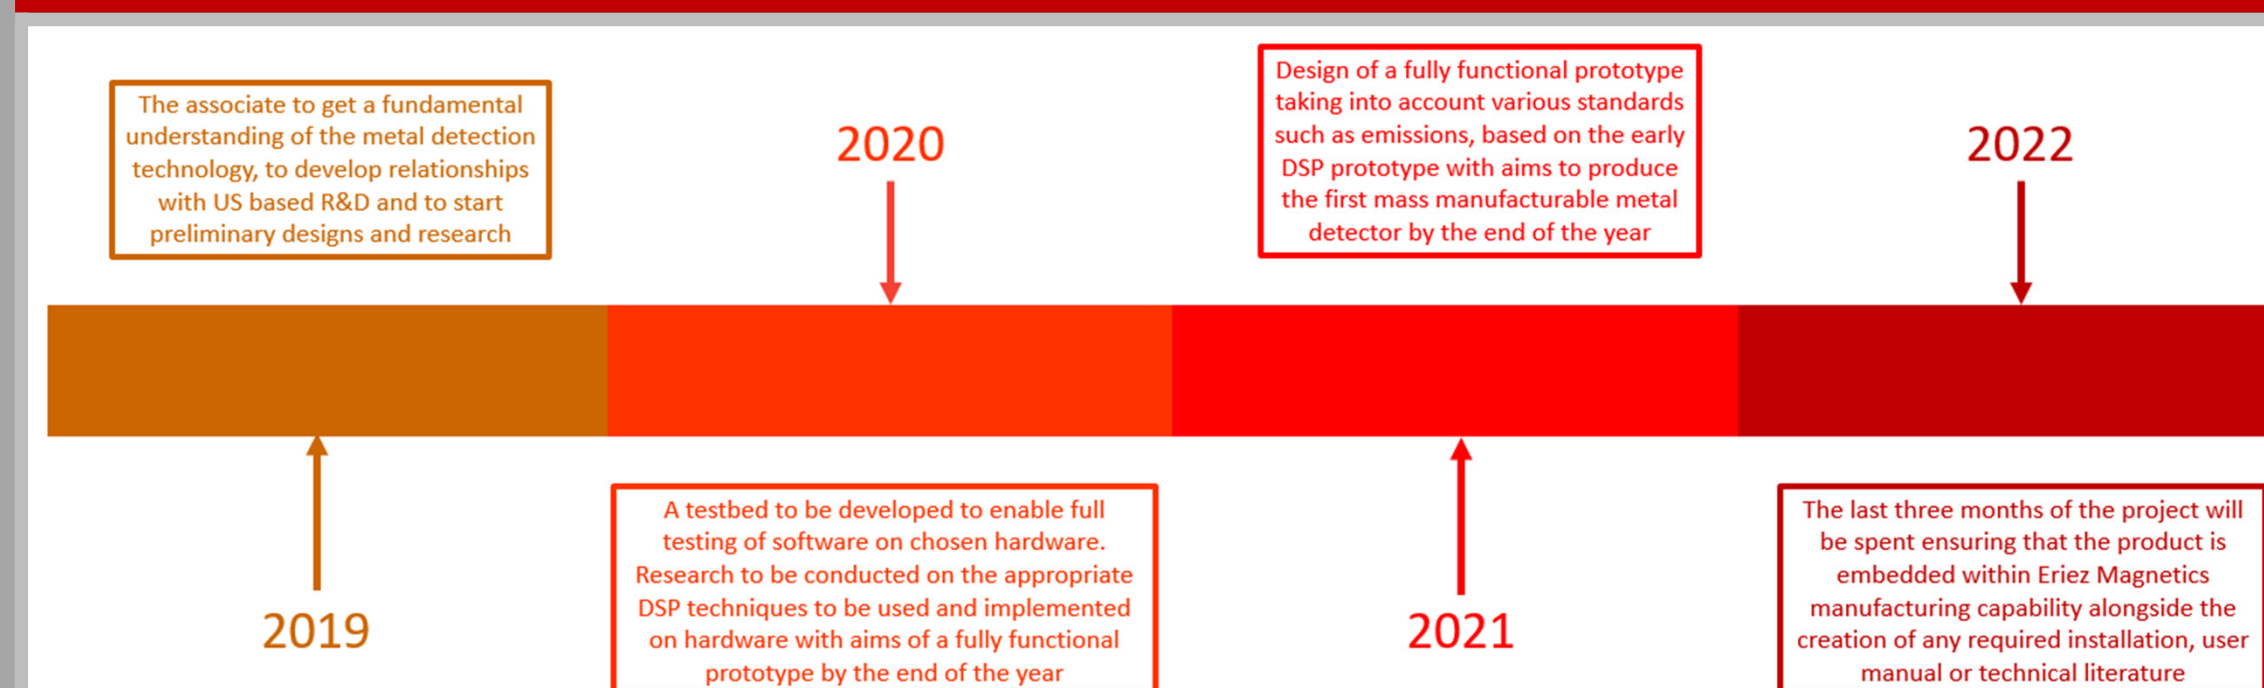 The associate to get a fundamental
understanding of the metal detection
technology, to develop relationships
with US based R&D and to start
preliminary designs and research
2019
2020
A testbed to be developed to enable full
testing of software on chosen hardware.
Research to be conducted on the appropriate
DSP techniques to be used and implemented
on hardware with aims of a fully functional
prototype by the end of the year
Design of a fully functional prototype
taking into account various standards
such as emissions, based on the early
DSP prototype with aims to produce
the first mass manufacturable metal
detector by the end of the year
2021
2022
The last three months of the project will
be spent ensuring that the product is
embedded within Eriez Magnetics
manufacturing capability alongside the
creation of any required installation, user
manual or technical literature